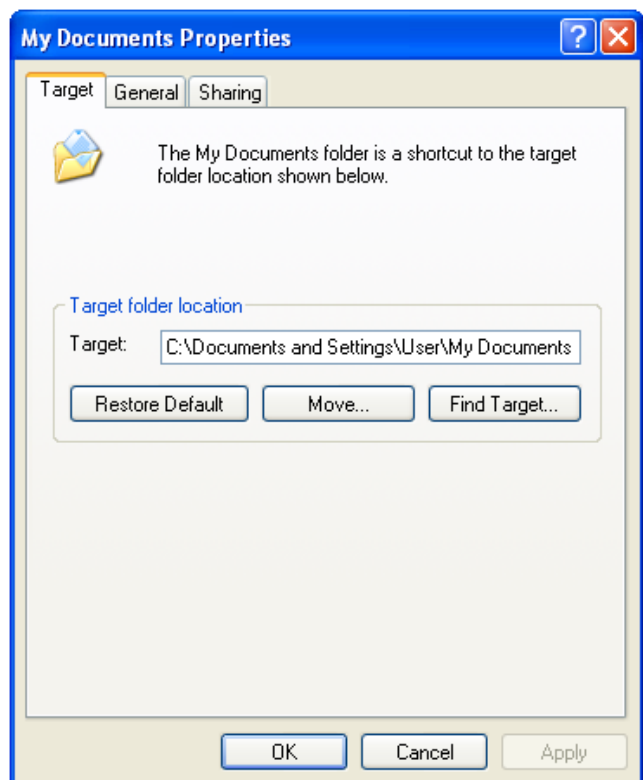 My Documents Properties ? X
Target General Sharing
The My Documents folder is a shortcut to the target
folder location shown below.
Target folder location
Target: C:\Documents and Settings\User\My Documents
Restore Default Move... Find Target...
OK Cancel Apply